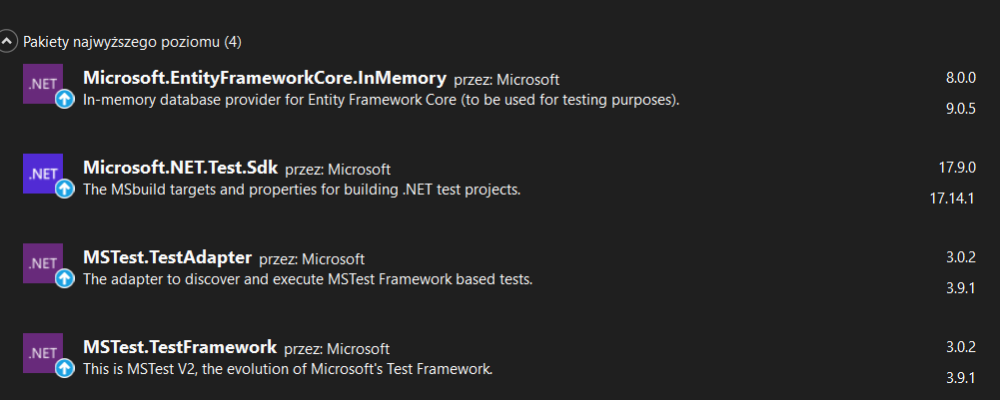 Pakiety najwyższego poziomu (4)
.NET
Microsoft.EntityFrameworkCore.InMemory przez: Microsoft 8.0.0
In-memory database provider for Entity Framework Core (to be used for testing purposes). 9.0.5
.NET
Microsoft.NET.Test.Sdk przez: Microsoft 17.9.0
The MSbuild targets and properties for building .NET test projects. 17.14.1
.NET
MSTest.TestAdapter przez: Microsoft 3.0.2
The adapter to discover and execute MSTest Framework based tests. 3.9.1
.NET
MSTest.TestFramework przez: Microsoft 3.0.2
This is MSTest V2, the evolution of Microsoft's Test Framework. 3.9.1